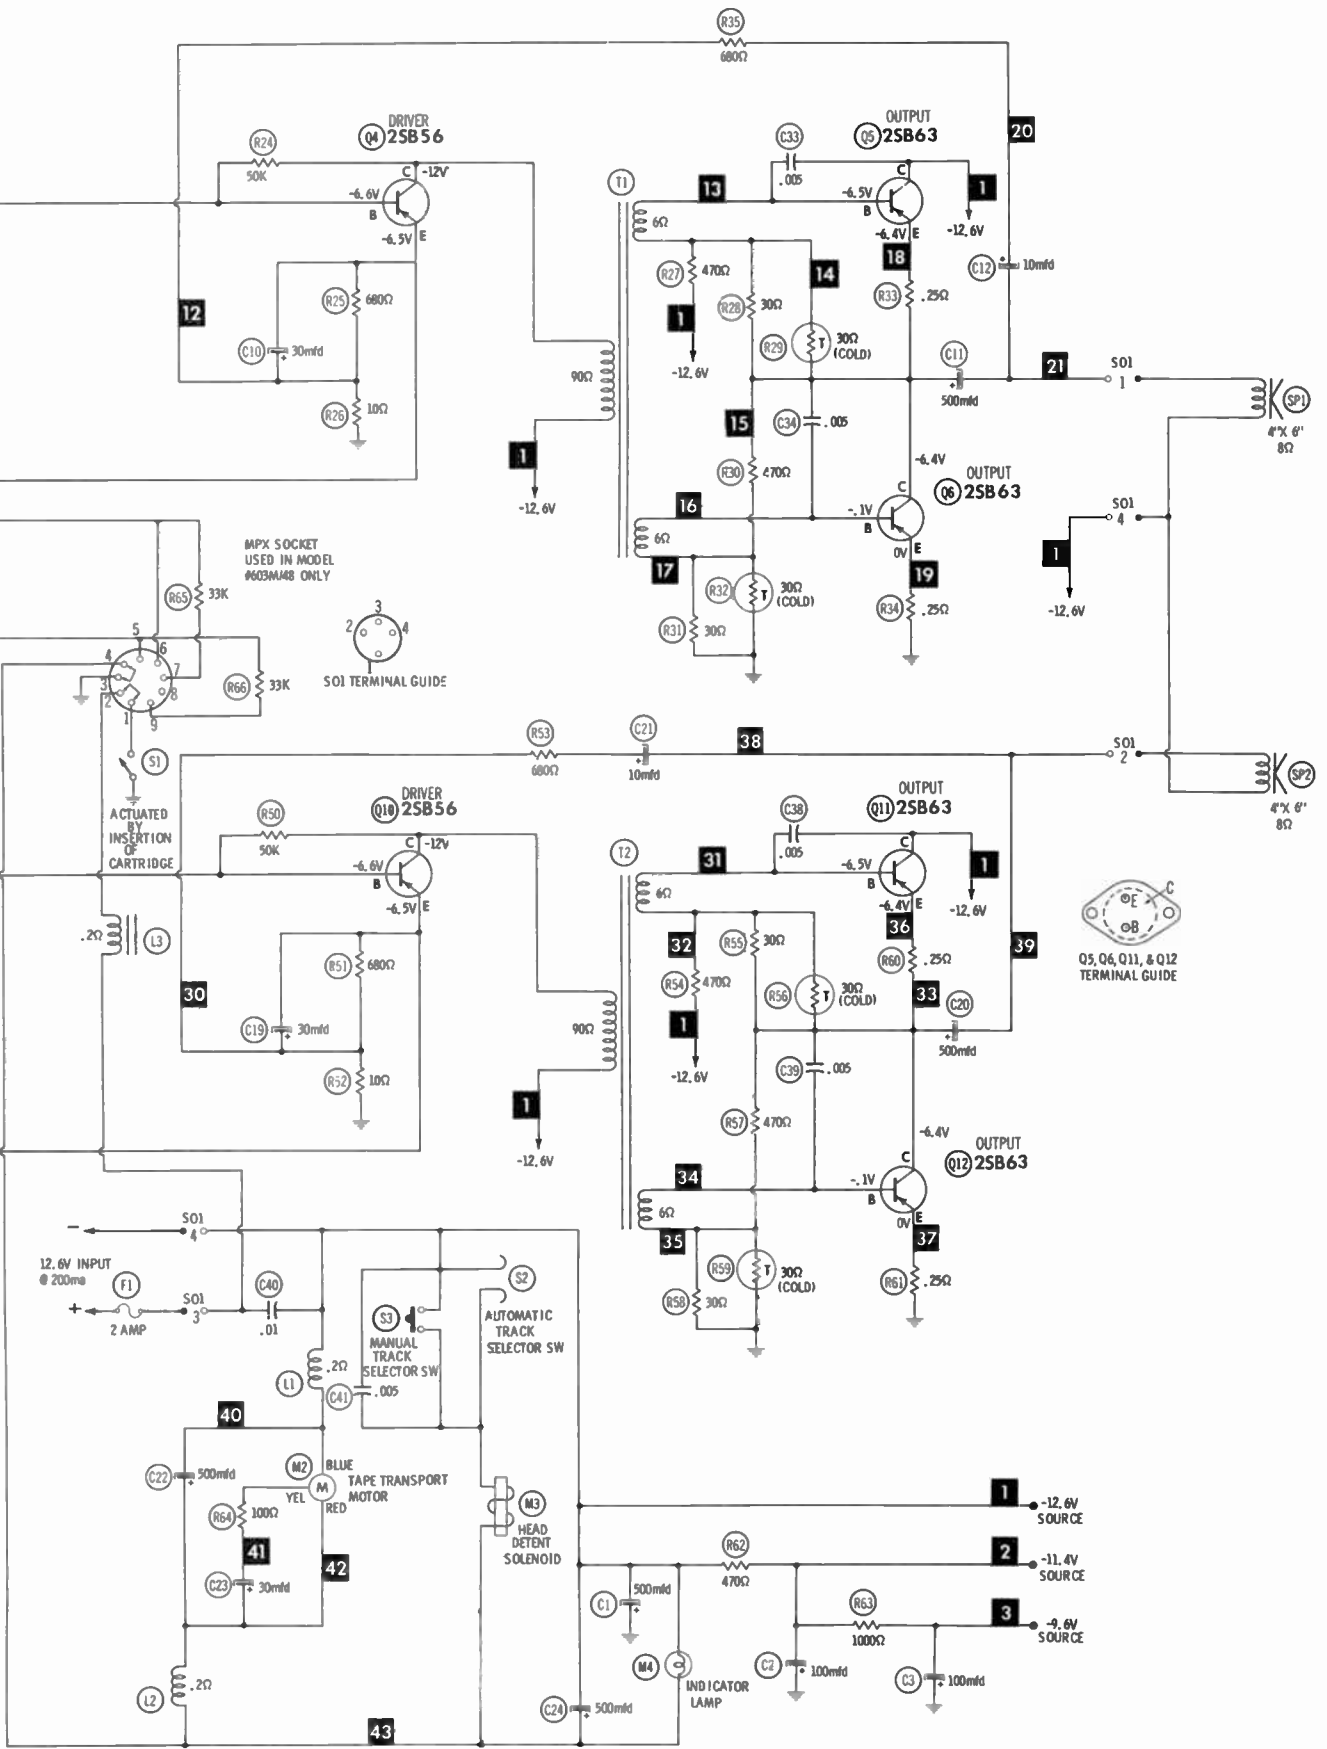 R35
680Ω
DRIVER
Q4 2SB56
R24
50K
C -12V
-6.6V
B
-6.5V E
12
R25
680Ω
C10
30mfd
R26
10Ω
T1
90Ω
1
-12.6V
13
6Ω
C33
.005
OUTPUT
Q5 2SB63
C
-6.5V
B
-6.4V E
1
-12.6V
20
C12
10mfd
R27
470Ω
1
-12.6V
R28
30Ω
14
R29
T
30Ω
(COLD)
18
R33
.25Ω
C11
500mfd
21
SO1
1
SP1
4"X 6"
8Ω
15
C34
.005
R30
470Ω
16
6Ω
17
-6.4V
C
OUTPUT
Q6 2SB63
-.1V
B
0V E
19
R34
.25Ω
R32
T
30Ω
(COLD)
R31
30Ω
SO1
4
1
-12.6V
MPX SOCKET
USED IN MODEL
#603M/48 ONLY
R65
33K
R66
33K
5
4
6
3
7
2
8
1
9
3
2
4
SO1 TERMINAL GUIDE
S1
ACTUATED
BY
INSERTION
OF
CARTRIDGE
.2Ω
L3
R53
680Ω
C21
10mfd
38
SO1
2
SP2
4"X 6"
8Ω
DRIVER
Q10 2SB56
R50
50K
C -12V
-6.6V
B
-6.5V E
30
R51
680Ω
C19
30mfd
R52
10Ω
T2
90Ω
1
-12.6V
31
6Ω
C38
.005
OUTPUT
Q11 2SB63
C
-6.5V
B
-6.4V E
1
-12.6V
36
R60
.25Ω
33
39
C20
500mfd
32
R54
470Ω
1
-12.6V
R55
30Ω
R56
T
30Ω
(COLD)
C39
.005
R57
470Ω
34
6Ω
35
-6.4V
C
OUTPUT
Q12 2SB63
-.1V
B
0V E
37
R61
.25Ω
R59
T
30Ω
(COLD)
R58
30Ω
E
C
B
Q5, Q6, Q11, & Q12
TERMINAL GUIDE
−
SO1
4
12.6V INPUT
@ 200ma
+
F1
2 AMP
SO1
3
C40
.01
L1
.2Ω
S3
MANUAL
TRACK
SELECTOR SW
C41
.005
S2
AUTOMATIC
TRACK
SELECTOR SW
40
C22
500mfd
M2
BLUE
M
YEL
RED
TAPE TRANSPORT
MOTOR
R64
100Ω
41
42
C23
30mfd
L2
.2Ω
43
M3
HEAD
DETENT
SOLENOID
C24
500mfd
C1
500mfd
M4
INDICATOR
LAMP
R62
470Ω
1
-12.6V
SOURCE
2
-11.4V
SOURCE
C2
100mfd
R63
1000Ω
3
-9.6V
SOURCE
C3
100mfd